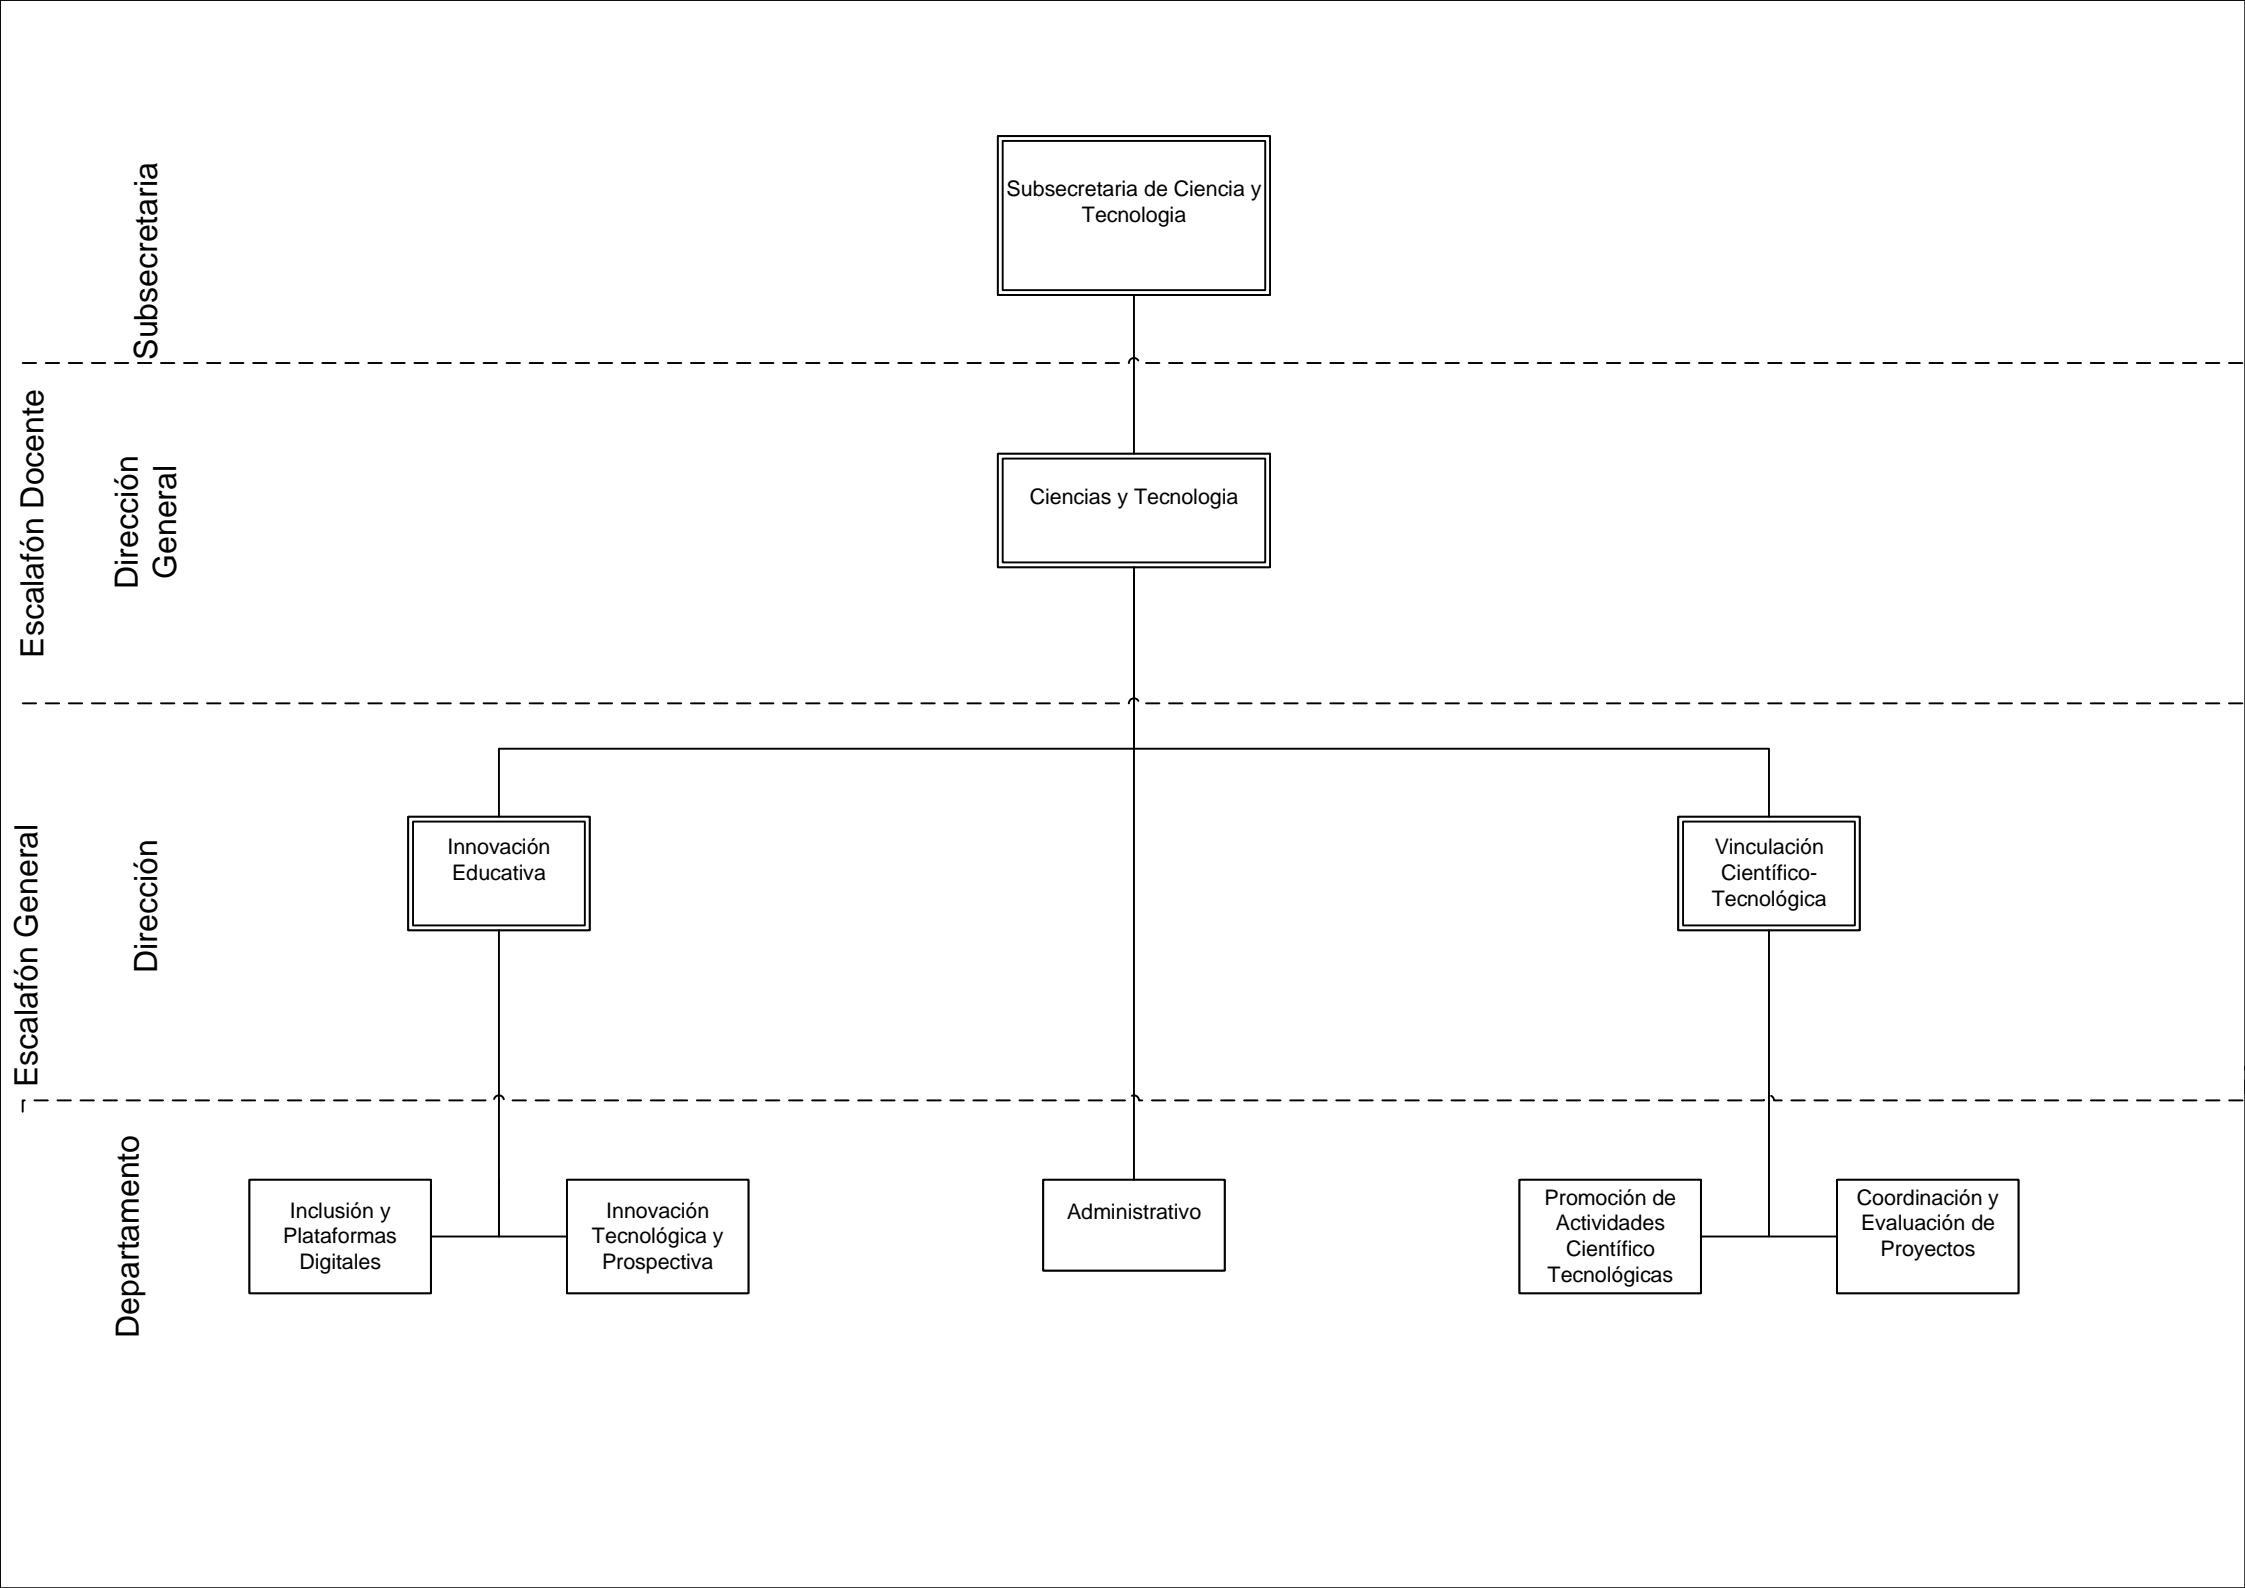 Subsecretaria
Subsecretaria de Ciencia y
Tecnologia
Escalafón Docente
Dirección
General
Ciencias y Tecnologia
Escalafón General
Dirección
Innovación
Educativa
Vinculación
Científico-
Tecnológica
Departamento
Inclusión y
Plataformas
Digitales
Innovación
Tecnológica y
Prospectiva
Administrativo
Promoción de
Actividades
Científico
Tecnológicas
Coordinación y
Evaluación de
Proyectos